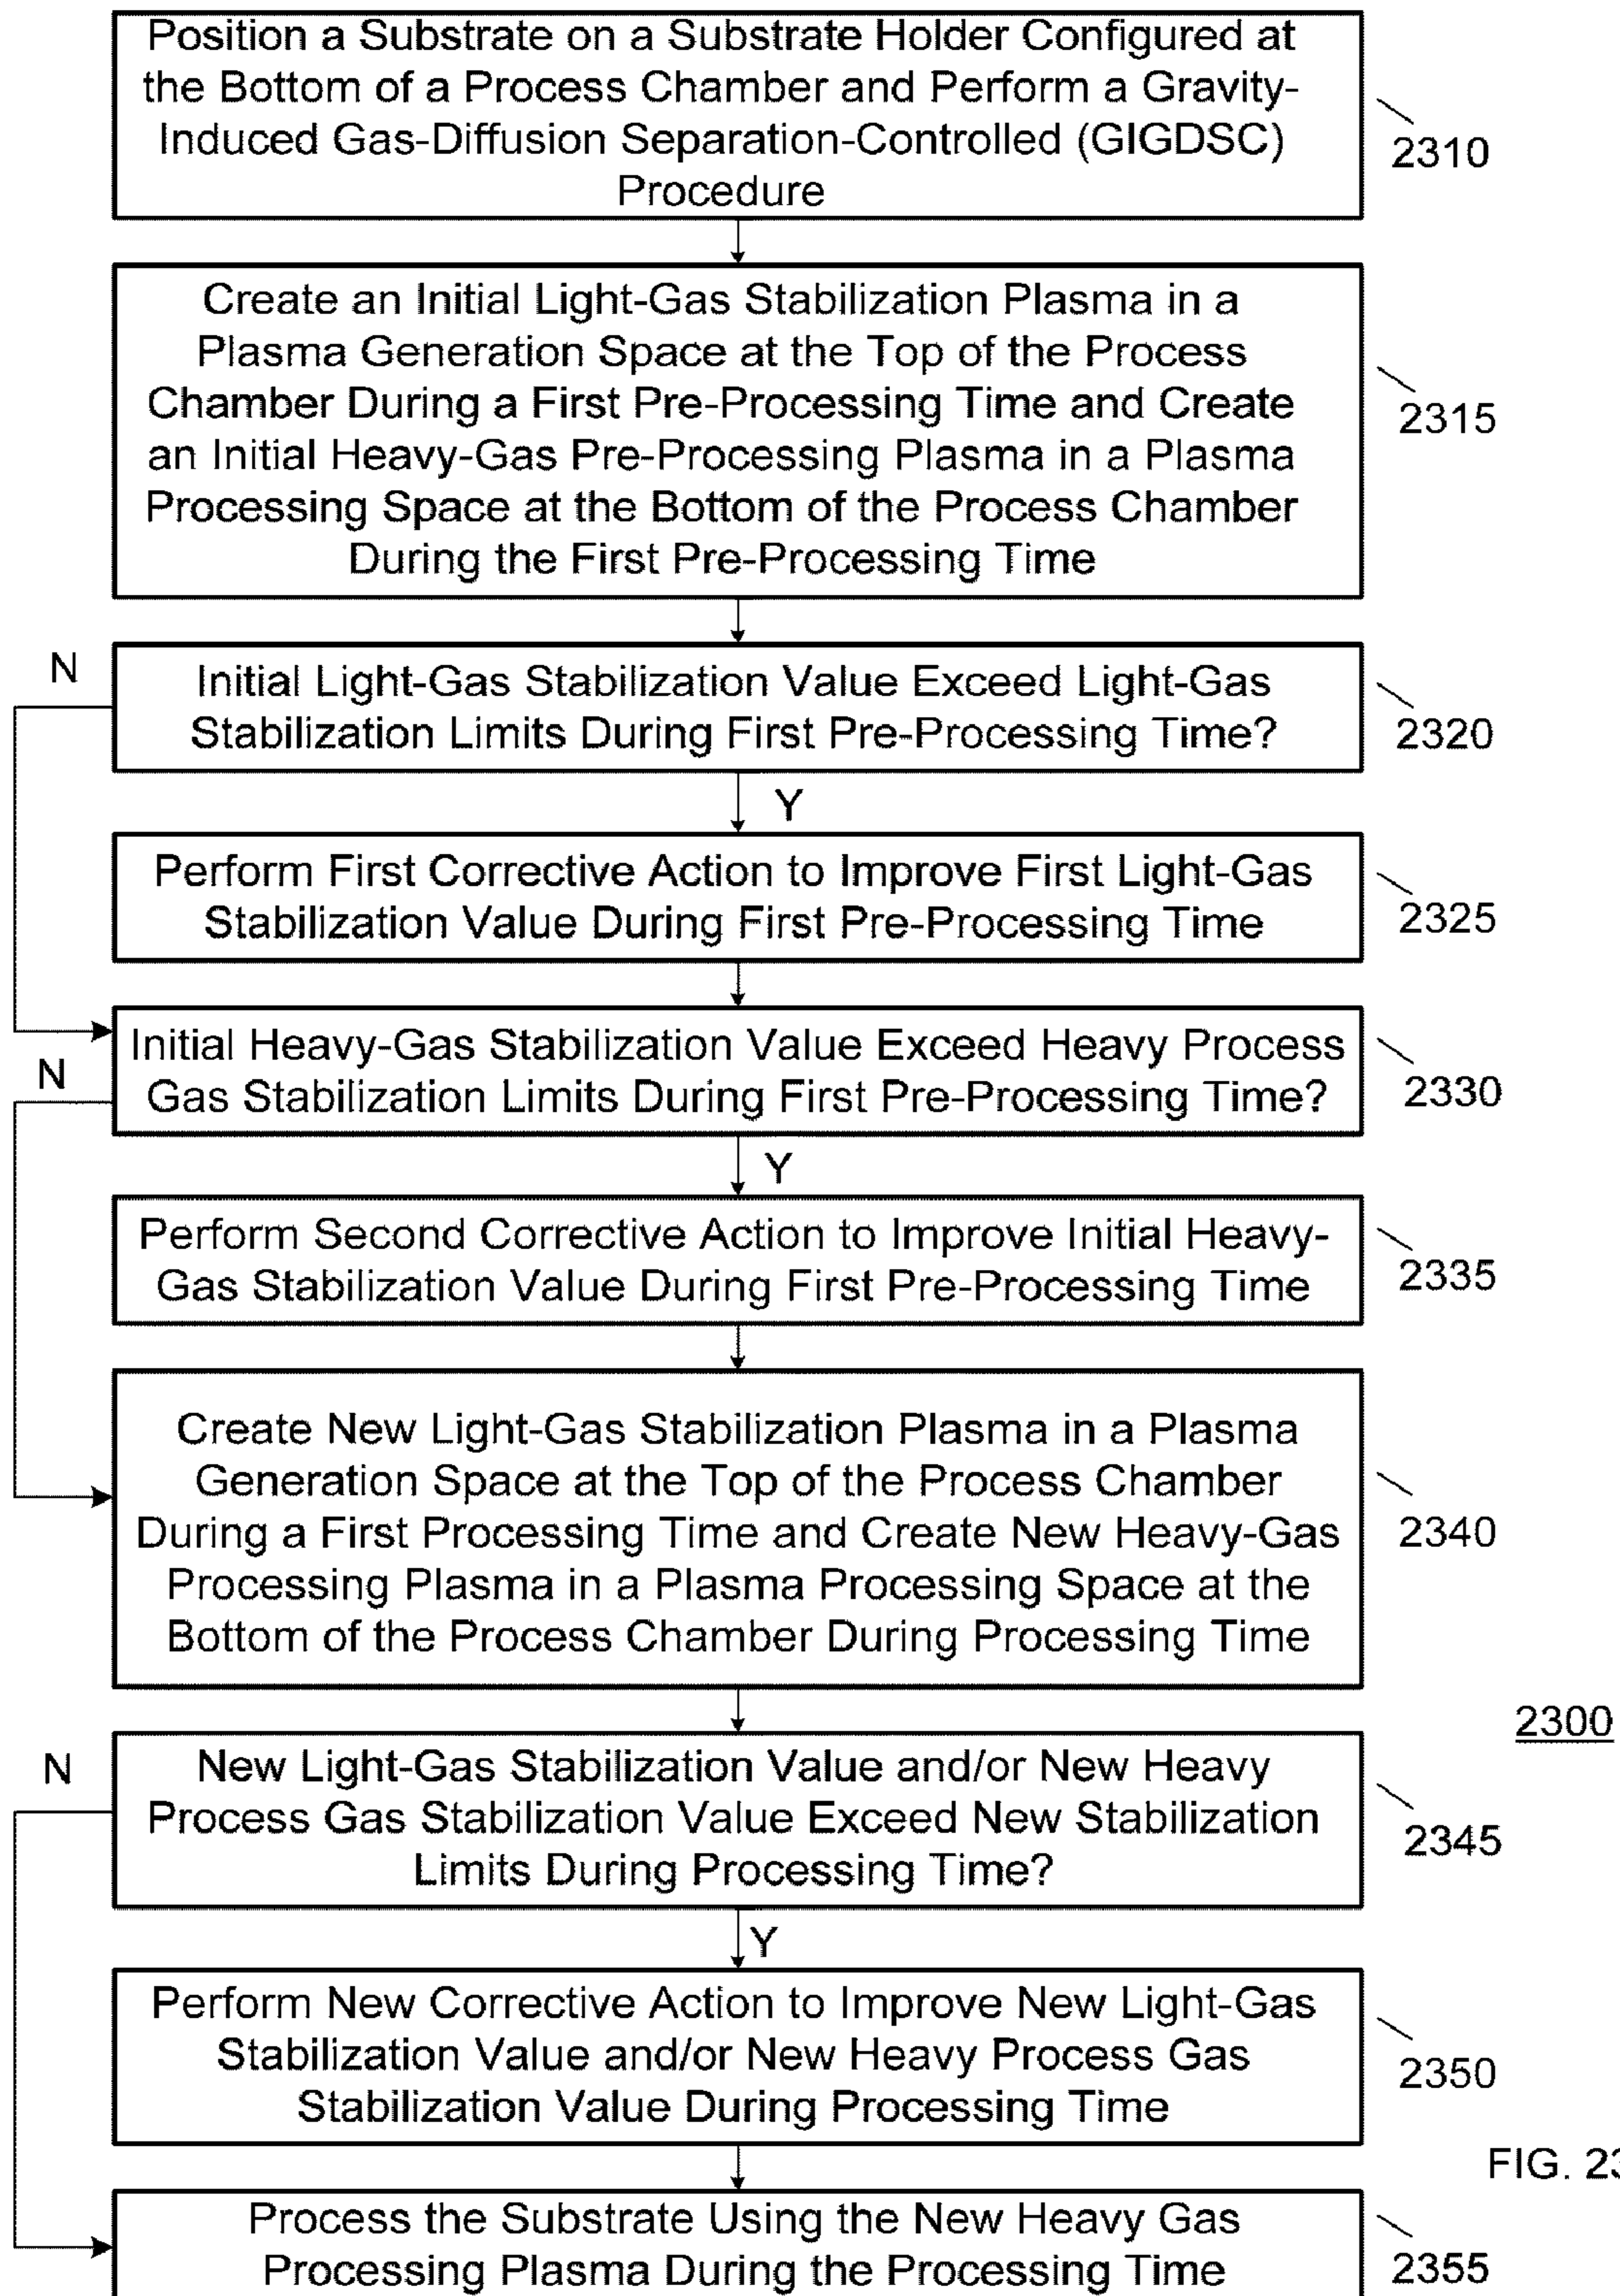 Position a Substrate on a Substrate Holder Configured at
the Bottom of a Process Chamber and Perform a Gravity-
Induced Gas-Diffusion Separation-Controlled (GIGDSC)
Procedure
2310
Create an Initial Light-Gas Stabilization Plasma in a
Plasma Generation Space at the Top of the Process
Chamber During a First Pre-Processing Time and Create
an Initial Heavy-Gas Pre-Processing Plasma in a Plasma
Processing Space at the Bottom of the Process Chamber
During the First Pre-Processing Time
2315
N
Initial Light-Gas Stabilization Value Exceed Light-Gas
Stabilization Limits During First Pre-Processing Time?
2320
Y
Perform First Corrective Action to Improve First Light-Gas
Stabilization Value During First Pre-Processing Time
2325
Initial Heavy-Gas Stabilization Value Exceed Heavy Process
Gas Stabilization Limits During First Pre-Processing Time?
2330
N
Y
Perform Second Corrective Action to Improve Initial Heavy-
Gas Stabilization Value During First Pre-Processing Time
2335
Create New Light-Gas Stabilization Plasma in a Plasma
Generation Space at the Top of the Process Chamber
During a First Processing Time and Create New Heavy-Gas
Processing Plasma in a Plasma Processing Space at the
Bottom of the Process Chamber During Processing Time
2340
2300
N
New Light-Gas Stabilization Value and/or New Heavy
Process Gas Stabilization Value Exceed New Stabilization
Limits During Processing Time?
2345
Y
Perform New Corrective Action to Improve New Light-Gas
Stabilization Value and/or New Heavy Process Gas
Stabilization Value During Processing Time
2350
FIG. 23
Process the Substrate Using the New Heavy Gas
Processing Plasma During the Processing Time
2355